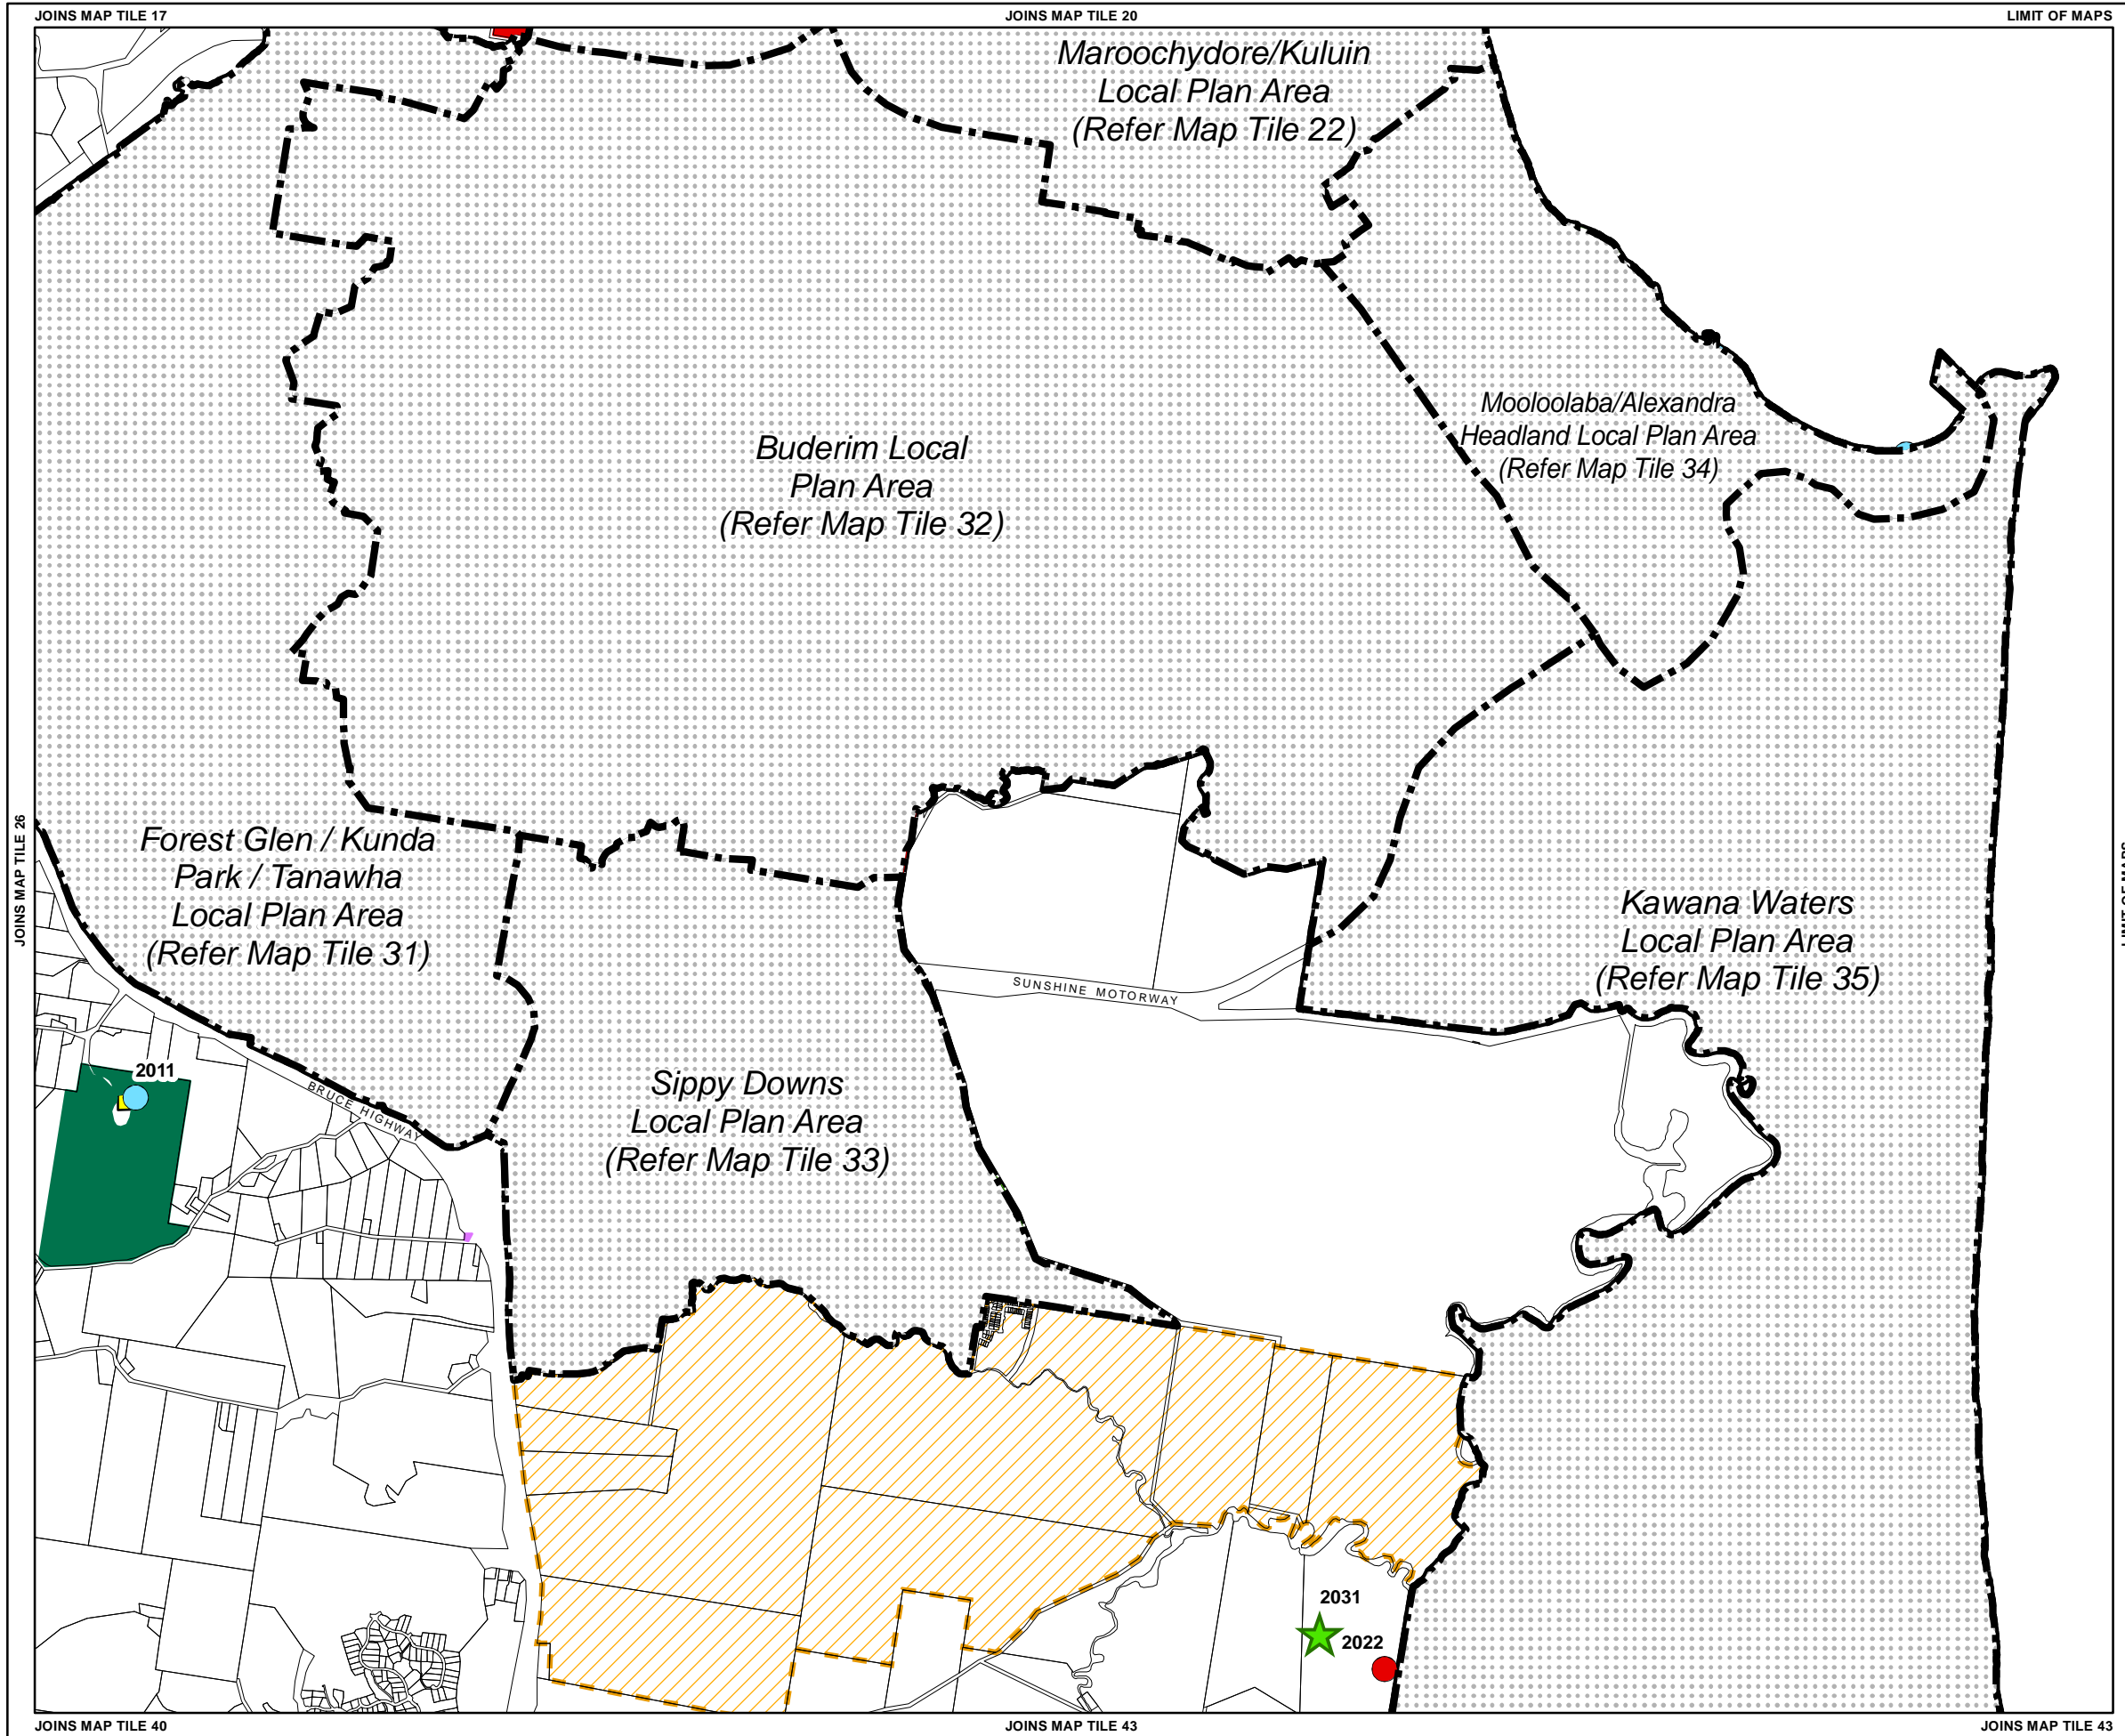 JOINS MAP TILE 17
JOINS MAP TILE 20
LIMIT OF MAPS
Maroochydore/Kuluin
Local Plan Area
(Refer Map Tile 22)
Mooloolaba/Alexandra
Headland Local Plan Area
(Refer Map Tile 34)
Buderim Local
Plan Area
(Refer Map Tile 32)
JOINS MAP TILE 26
LIMIT OF MAPS
Forest Glen / Kunda
Park / Tanawha
Local Plan Area
(Refer Map Tile 31)
Kawana Waters
Local Plan Area
(Refer Map Tile 35)
SUNSHINE MOTORWAY
2011
BRUCE HIGHWAY
Sippy Downs
Local Plan Area
(Refer Map Tile 33)
2031
2022
JOINS MAP TILE 40
JOINS MAP TILE 43
JOINS MAP TILE 43